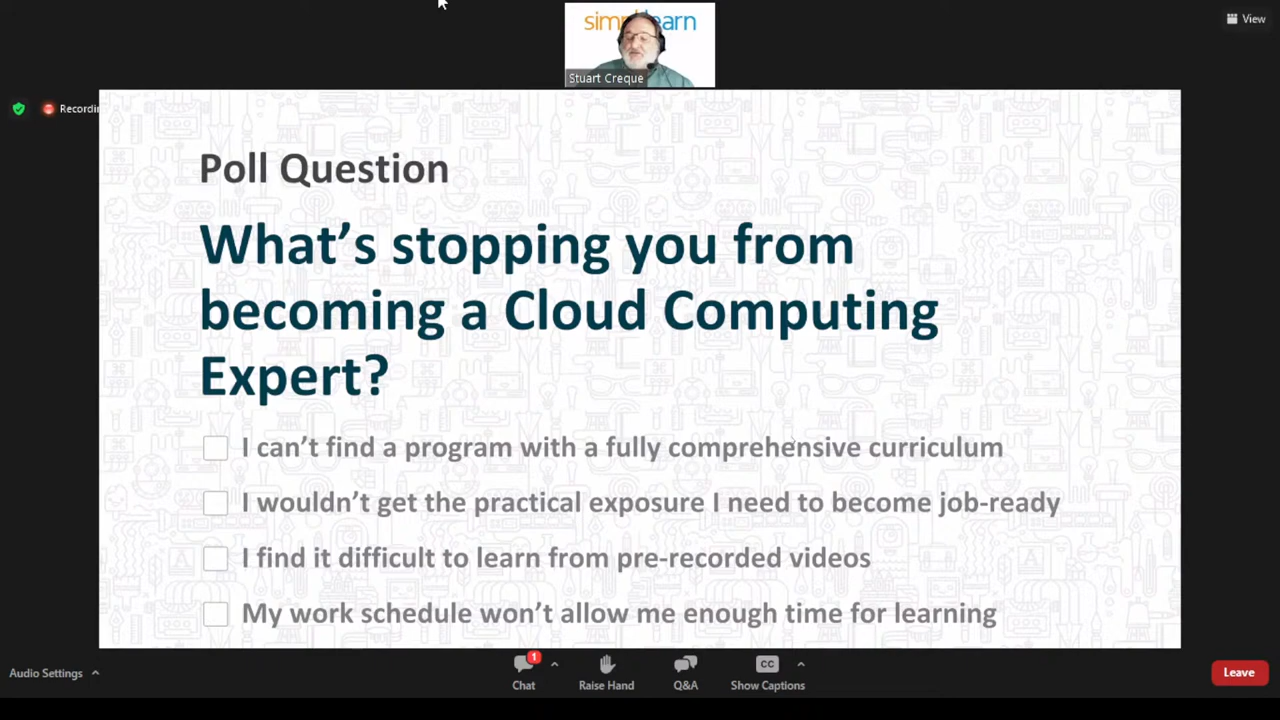 simplilearn
View
Stuart Creque
Recordin
Poll Question
What's stopping you from
becoming a Cloud Computing
Expert?
I can't find a program with a fully comprehensive curriculum
I wouldn't get the practical exposure I need to become job-ready
I find it difficult to learn from pre-recorded videos
My work schedule won't allow me enough time for learning
Audio Settings
1
CC
Chat
Raise Hand
Q&A
Show Captions
Leave